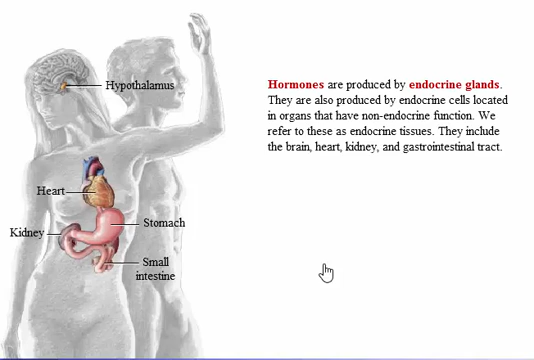 Hypothalamus
Heart
Kidney
Stomach
Small
intestine
Hormones are produced by endocrine glands.
They are also produced by endocrine cells located
in organs that have non-endocrine function. We
refer to these as endocrine tissues. They include
the brain, heart, kidney, and gastrointestinal tract.